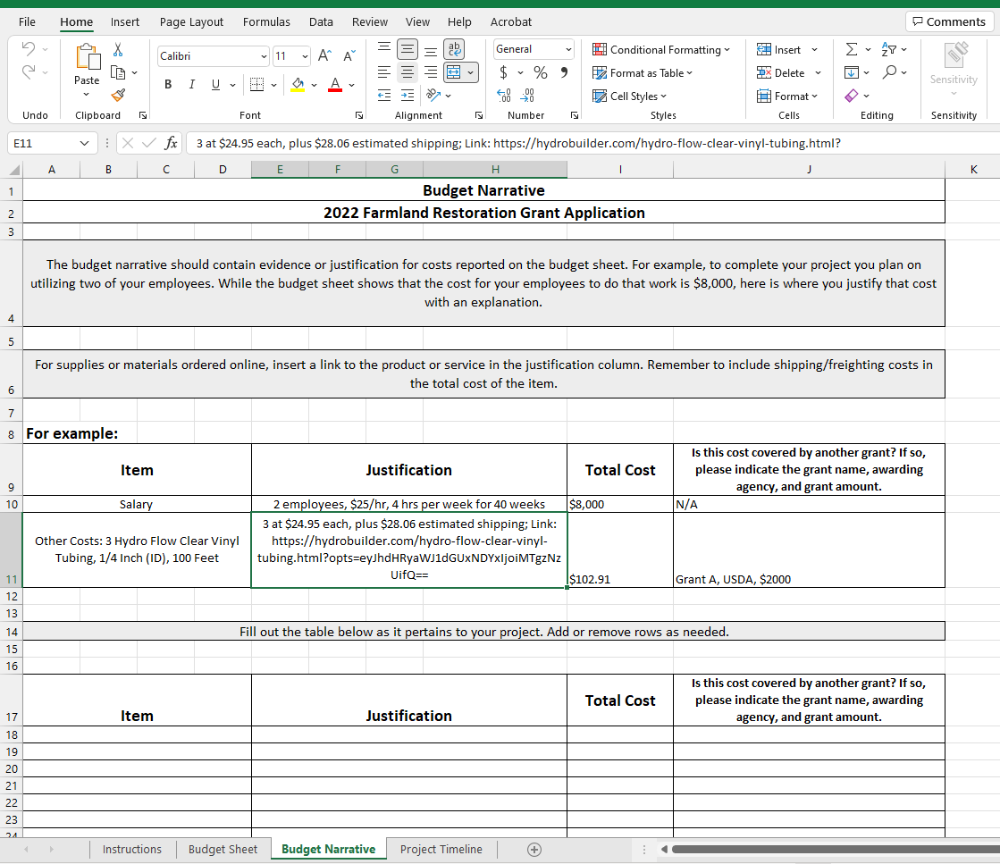 File Home Insert Page Layout Formulas Data Review View Help Acrobat Comments
Calibri 11 A A ab General Conditional Formatting Insert
Paste B I U A $ % 9 Format as Table Delete Sensitivity
Cell Styles Format
Undo Clipboard Font Alignment Number Styles Cells Editing Sensitivity
E11 fx 3 at $24.95 each, plus $28.06 estimated shipping; Link: https://hydrobuilder.com/hydro-flow-clear-vinyl-tubing.html?
A B C D E F G H I J K
1 Budget Narrative
2 2022 Farmland Restoration Grant Application
3
The budget narrative should contain evidence or justification for costs reported on the budget sheet. For example, to complete your project you plan on
utilizing two of your employees. While the budget sheet shows that the cost for your employees to do that work is $8,000, here is where you justify that cost
with an explanation.
4
5
For supplies or materials ordered online, insert a link to the product or service in the justification column. Remember to include shipping/freighting costs in
the total cost of the item.
6
7
8 For example:
Item Justification Total Cost Is this cost covered by another grant? If so,
please indicate the grant name, awarding
agency, and grant amount.
9
10 Salary 2 employees, $25/hr, 4 hrs per week for 40 weeks $8,000 N/A
Other Costs: 3 Hydro Flow Clear Vinyl
Tubing, 1/4 Inch (ID), 100 Feet
3 at $24.95 each, plus $28.06 estimated shipping; Link:
https://hydrobuilder.com/hydro-flow-clear-vinyl-
tubing.html?opts=eyJhdHRyaWJ1dGUxNDYxIjoiMTgzNz
UifQ==
11 $102.91 Grant A, USDA, $2000
12
13
14 Fill out the table below as it pertains to your project. Add or remove rows as needed.
15
16
Item Justification Total Cost Is this cost covered by another grant? If so,
please indicate the grant name, awarding
agency, and grant amount.
17
18
19
20
21
22
23
24
Instructions Budget Sheet Budget Narrative Project Timeline